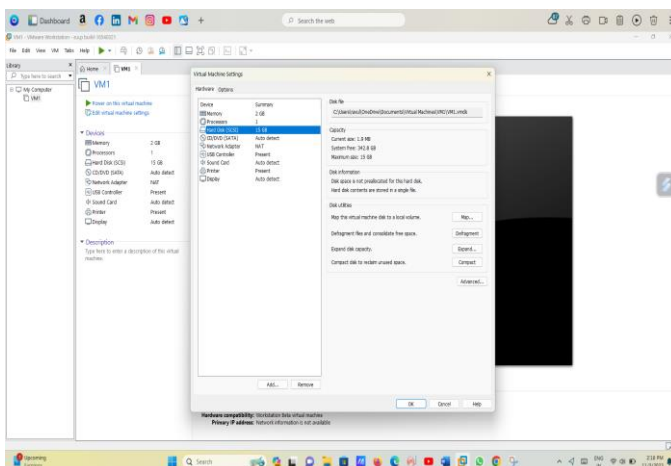 Dashboard
Search the web
File Edit View VM Tabs Help
Library
Type here to search
My Computer
VM1
Home
VM1
VM1
Power on this virtual machine
Edit virtual machine settings
Devices
Memory 2 GB
Processors 1
Hard Disk (SCSI) 15 GB
CD/DVD (SATA) Auto detect
Network Adapter NAT
USB Controller Present
Sound Card Auto detect
Printer Present
Display Auto detect
Description
Type here to enter a description of this virtual
machine.
Virtual Machine Settings
Hardware Options
Device Summary
Memory 2 GB
Processors 1
Hard Disk (SCSI) 15 GB
CD/DVD (SATA) Auto detect
Network Adapter NAT
USB Controller Present
Sound Card Auto detect
Printer Present
Display Auto detect
Add... Remove
Disk file
Capacity
Current size: 1.9 MB
System free: 342.8 GB
Maximum size: 15 GB
Disk information
Disk space is not preallocated for this hard disk.
Hard disk contents are stored in a single file.
Disk utilities
Map this virtual machine disk to a local volume. Map...
Defragment files and consolidate free space. Defragment
Expand disk capacity. Expand...
Compact disk to reclaim unused space. Compact
Advanced...
OK Cancel Help
Hardware compatibility: Workstation Beta virtual machine
Primary IP address: Network information is not available
Upcoming
Search
ENG
2:18 PM